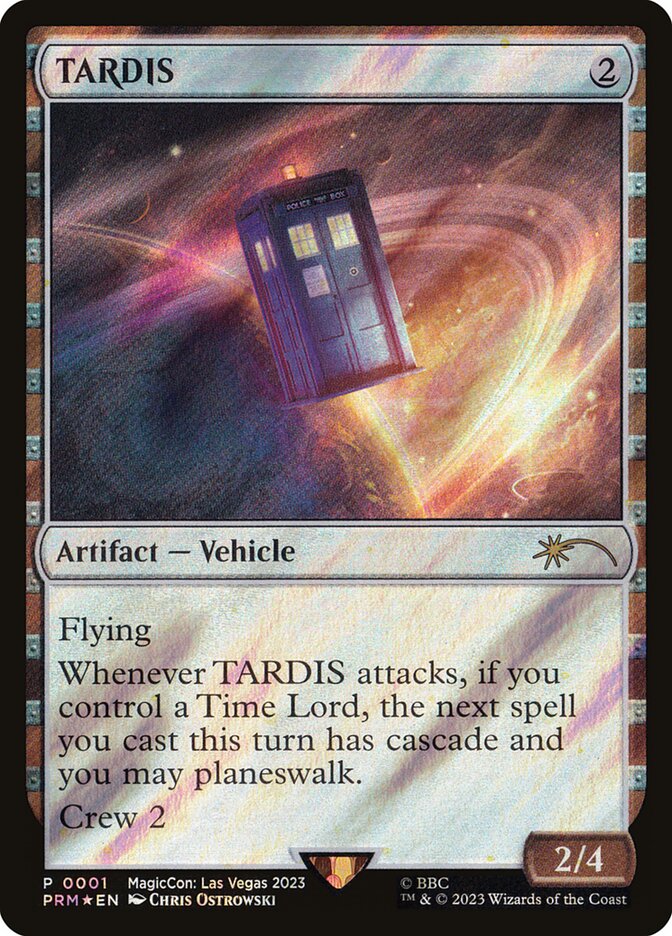 TARDIS 2
POLICE BOX
Artifact — Vehicle
Flying
Whenever TARDIS attacks, if you
control a Time Lord, the next spell
you cast this turn has cascade and
you may planeswalk.
Crew 2
2/4
P 0001 MagicCon: Las Vegas 2023 © BBC
PRM★EN Chris Ostrowski ™ & © 2023 Wizards of the Coast